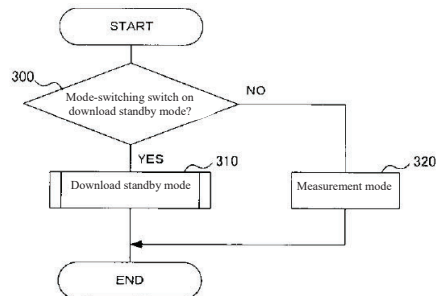 START
300
Mode-switching switch on
download standby mode?
NO
YES
310
Download standby mode
320
Measurement mode
END